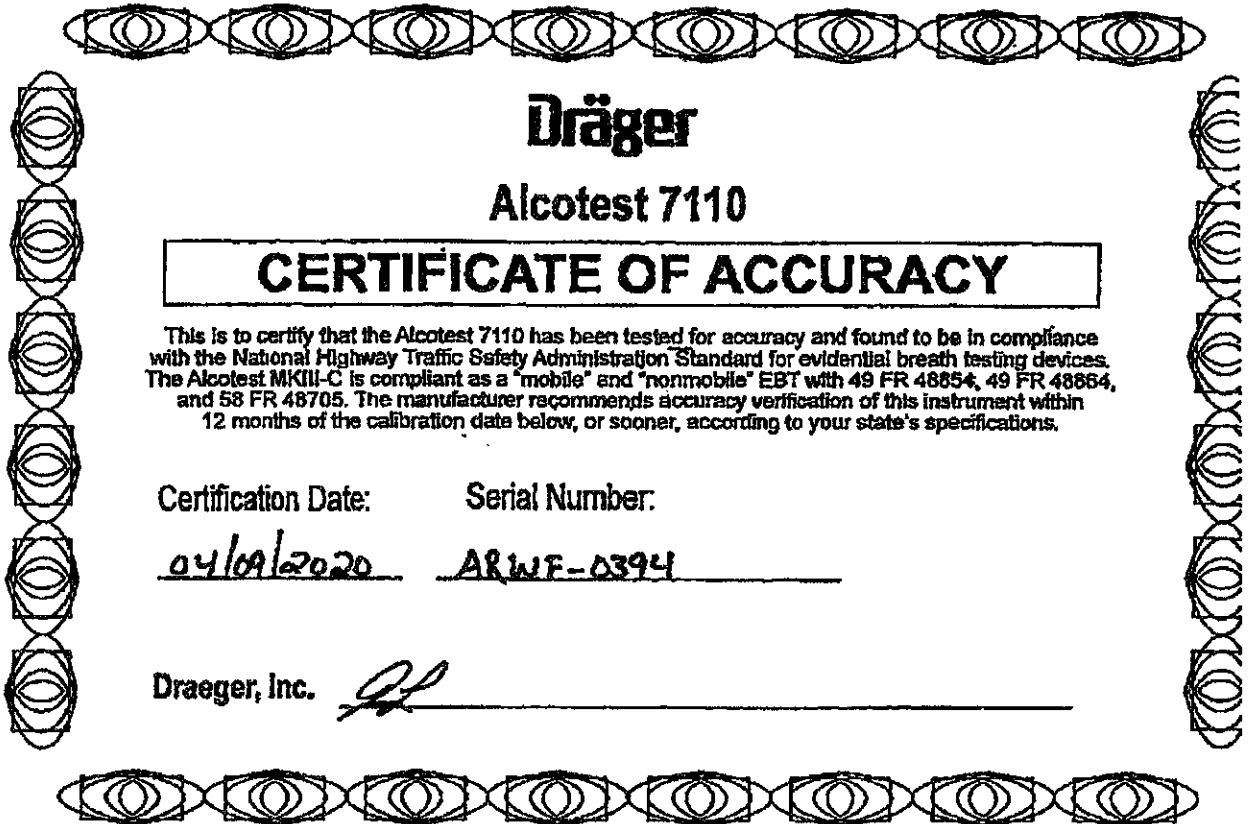 Dräger
Alcotest 7110
CERTIFICATE OF ACCURACY
This is to certify that the Alcotest 7110 has been tested for accuracy and found to be in compliance
with the National Highway Traffic Safety Administration Standard for evidential breath testing devices.
The Alcotest MKIII-C is compliant as a "mobile" and "nonmobile" EBT with 49 FR 48854, 49 FR 48864,
and 58 FR 48705. The manufacturer recommends accuracy verification of this instrument within
12 months of the calibration date below, or sooner, according to your state's specifications.
Certification Date: Serial Number:
04/09/2020 ARWF-0394
Draeger, Inc.